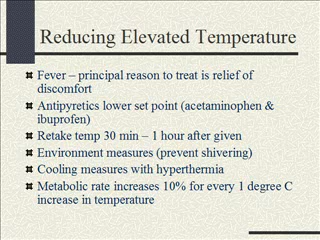 Reducing Elevated Temperature
Fever – principal reason to treat is relief of
discomfort
Antipyretics lower set point (acetaminophen &
ibuprofen)
Retake temp 30 min – 1 hour after given
Environment measures (prevent shivering)
Cooling measures with hyperthermia
Metabolic rate increases 10% for every 1 degree C
increase in temperature